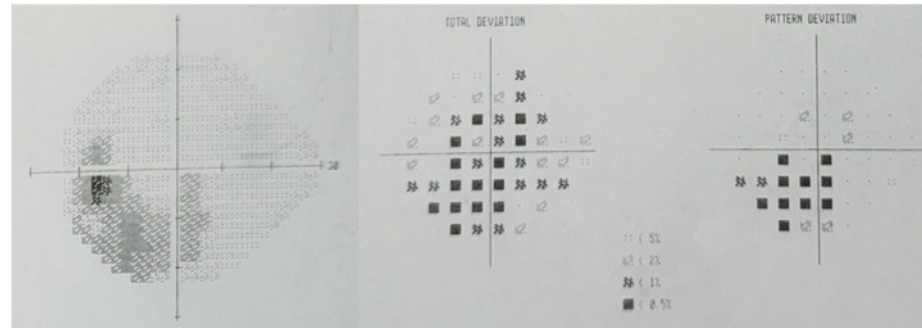 TOTAL DEVIATION
PATTERN DEVIATION
30
:: < 5%
< 2%
< 1%
■ < 0.5%